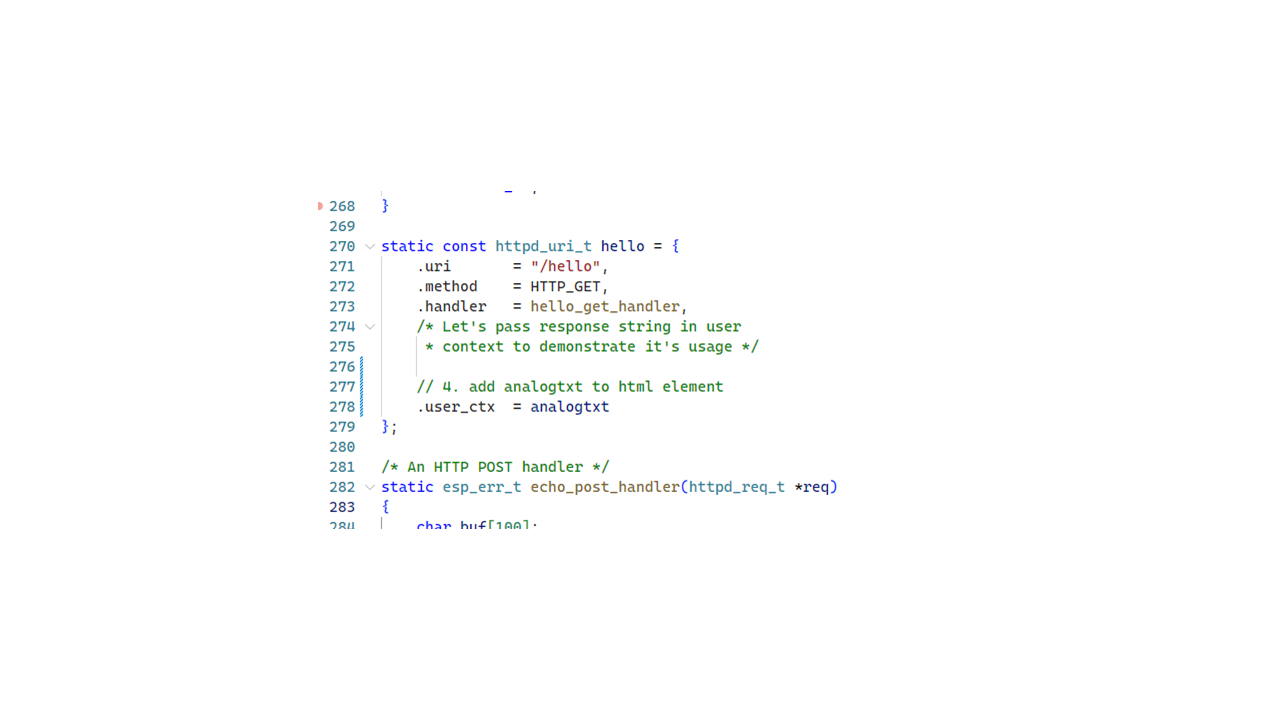 268 }
269
270 static const httpd_uri_t hello = {
271 .uri = "/hello",
272 .method = HTTP_GET,
273 .handler = hello_get_handler,
274 /* Let's pass response string in user
275 * context to demonstrate it's usage */
276
277 // 4. add analogtxt to html element
278 .user_ctx = analogtxt
279 };
280
281 /* An HTTP POST handler */
282 static esp_err_t echo_post_handler(httpd_req_t *req)
283 {
284 char buf[100];